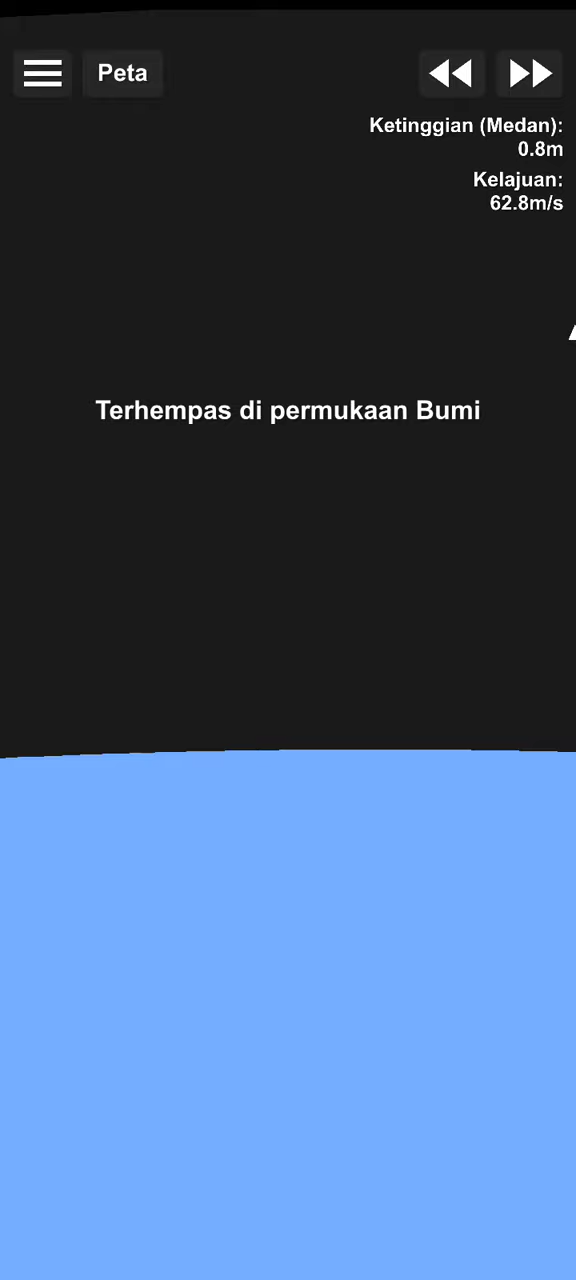 Peta
Ketinggian (Medan):
0.8m
Kelajuan:
62.8m/s
Terhempas di permukaan Bumi